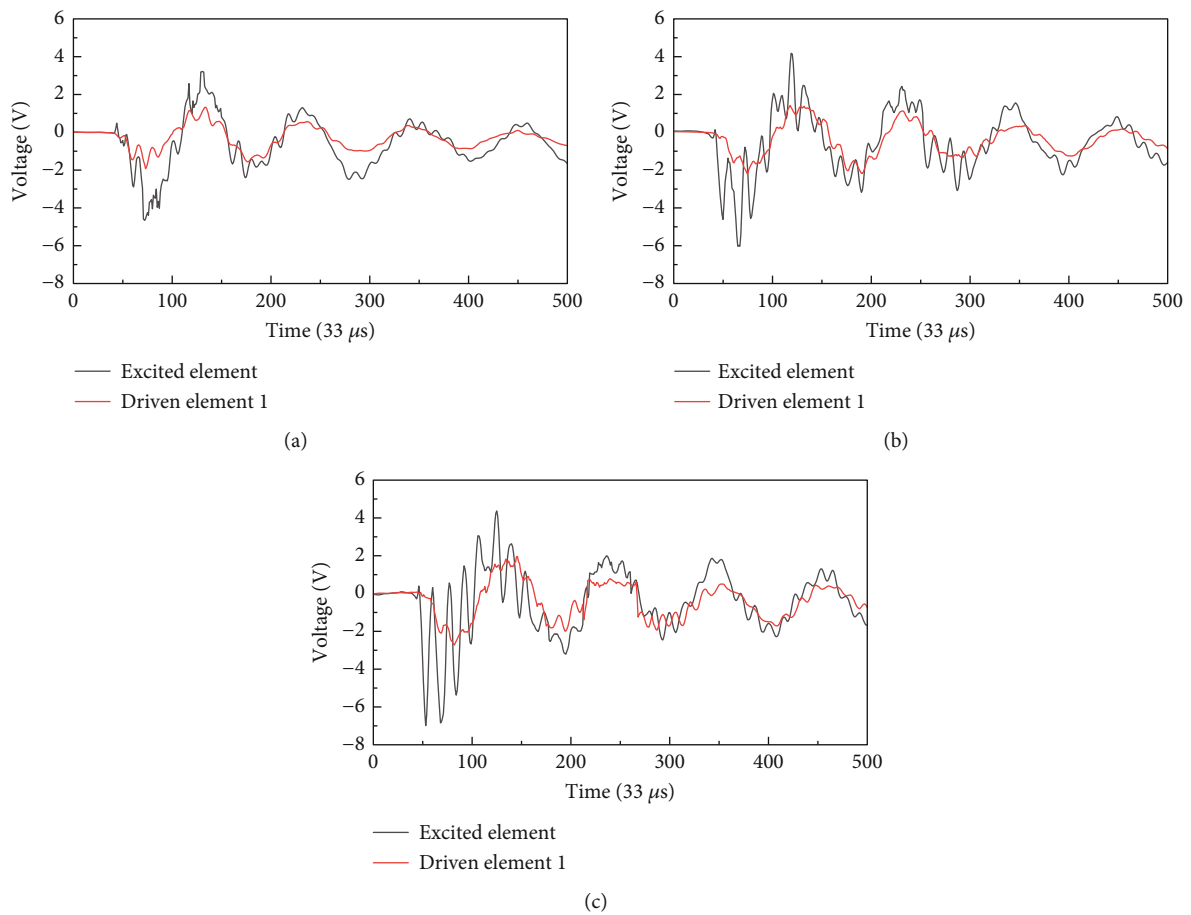 6
4
2
0
−2
−4
−6
−8
Voltage (V)
0 100 200 300 400 500
Time (33 μs)
Excited element
Driven element 1
(a)
6
4
2
0
−2
−4
−6
−8
Voltage (V)
0 100 200 300 400 500
Time (33 μs)
Excited element
Driven element 1
(b)
6
4
2
0
−2
−4
−6
−8
Voltage (V)
0 100 200 300 400 500
Time (33 μs)
Excited element
Driven element 1
(c)